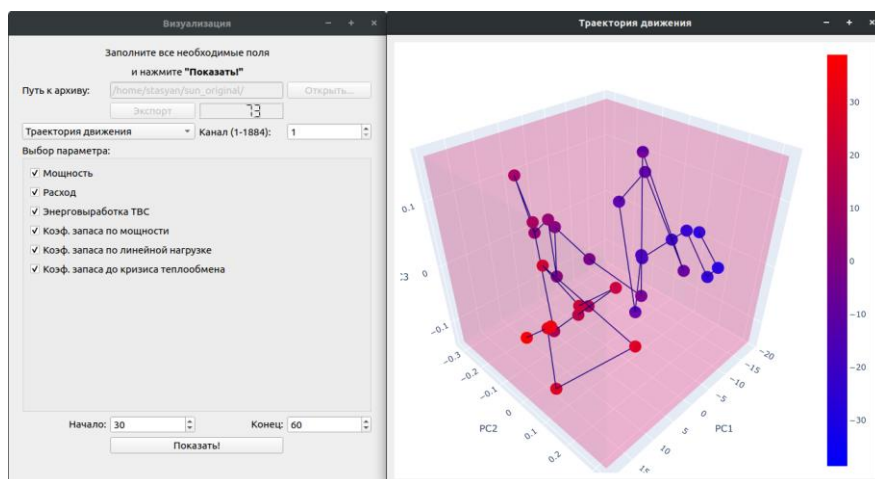 Визуализация
Заполните все необходимые поля
и нажмите "Показать!"
Путь к архиву: /home/stasyan/sun_original/ Открыть...
Экспорт 73
Траектория движения Канал (1-1884): 1
Выбор параметра:
Мощность
Расход
Энерговыработка ТВС
Коэф. запаса по мощности
Коэф. запаса по линейной нагрузке
Коэф. запаса до кризиса теплообмена
Начало: 30 Конец: 60
Показать!
Траектория движения
0.1
0
−0.1
−0.3
−0.2
−0.1
0
0.1
0.2
PC2
−20
−15
−10
−5
0
5
10
15
PC1
30
20
10
0
−10
−20
−30